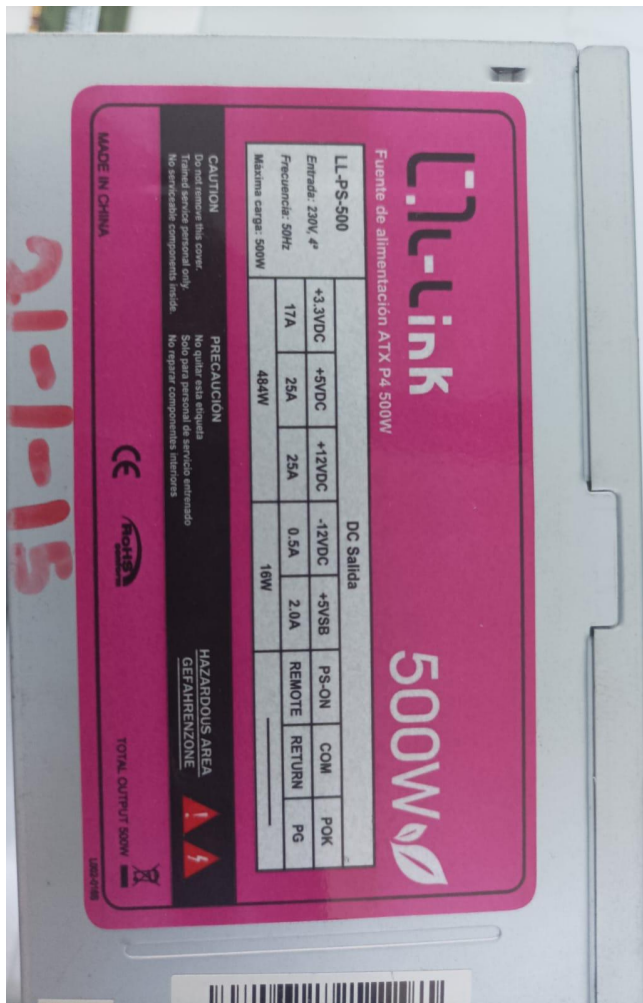 L-Link
Fuente de alimentación ATX P4 500W
500W
LL-PS-500
Entrada: 230V, 4ª
Frecuencia: 50Hz
Máxima carga: 500W
DC Salida
+3.3VDC +5VDC +12VDC -12VDC +5VSB PS-ON COM POK
17A 25A 25A 0.5A 2.0A REMOTE RETURN PG
484W 16W
CAUTION
Do not remove this cover.
Trained service personal only.
No serviceable components inside.
PRECAUCIÓN
No quitar esta etiqueta
Solo para personal de servicio entrenado
No reparar componentes interiores
HAZARDOUS AREA
GEFAHRENZONE
MADE IN CHINA
CE
RoHS
TOTAL OUTPUT 500W
21-1-15